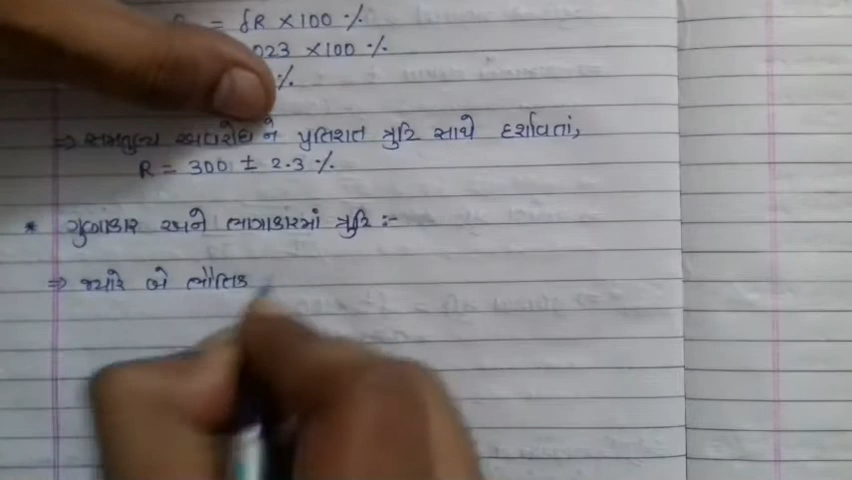 = δR ×100 %
023 ×100 %
%
⇒ સમતુલ્ય અવરોધને પ્રતિશત ત્રુટિ સાથે દર્શાવતાં,
R = 300 ± 2.3 %
* ગુણાકાર અને ભાગાકારમાં ત્રુટિ :-
⇒ જ્યારે બે ભૌતિક